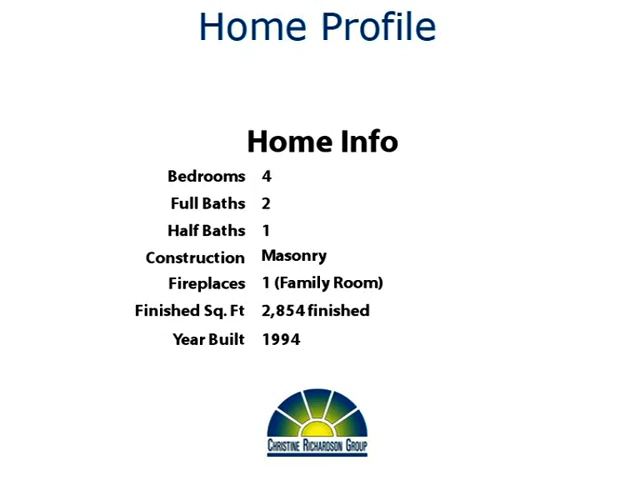 Home Profile
Home Info
Bedrooms 4
Full Baths 2
Half Baths 1
Construction Masonry
Fireplaces 1 (Family Room)
Finished Sq. Ft 2,854 finished
Year Built 1994
CHRISTINE RICHARDSON GROUP